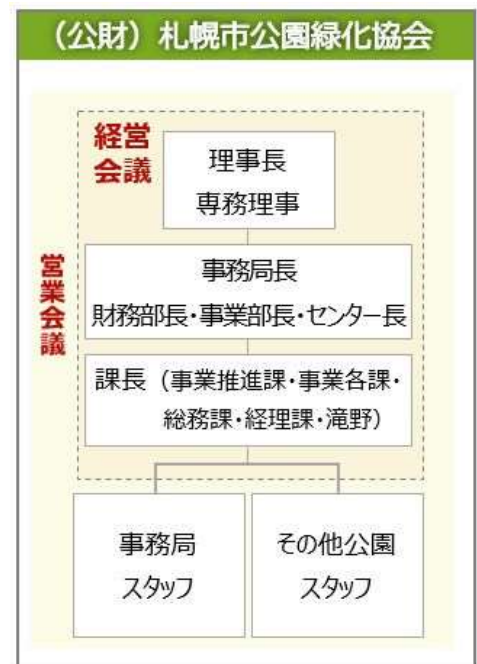 （公財）札幌市公園緑化協会
経営
会議
理事長
専務理事
営業会議
事務局長
財務部長・事業部長・センター長
課長（事業推進課・事業各課・
総務課・経理課・滝野）
事務局
スタッフ
その他公園
スタッフ